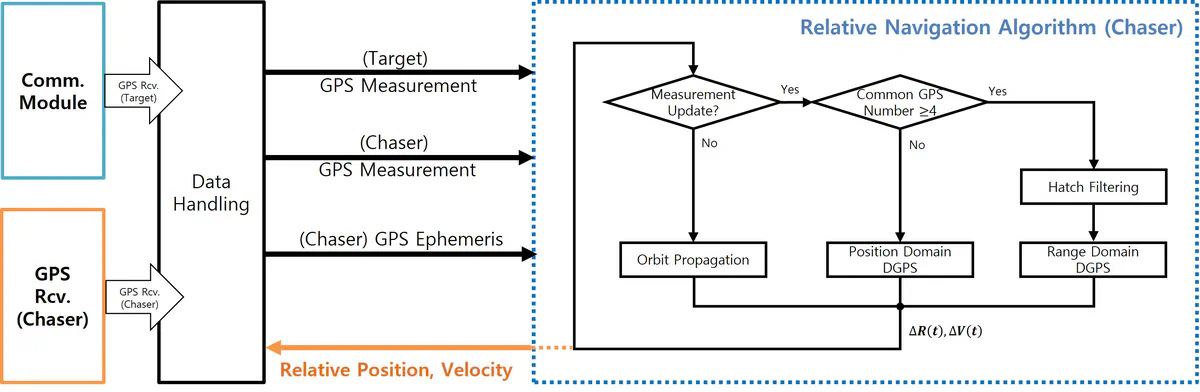 Comm.
Module
GPS Rcv.
(Target)
GPS
Rcv.
(Chaser)
GPS Rcv.
(Chaser)
Data
Handling
(Target)
GPS Measurement
(Chaser)
GPS Measurement
(Chaser) GPS Ephemeris
Relative Position, Velocity
Relative Navigation Algorithm (Chaser)
Measurement
Update?
Yes
No
Common GPS
Number ≥4
Yes
No
Hatch Filtering
Orbit Propagation
Position Domain
DGPS
Range Domain
DGPS
ΔR(t),ΔV(t)